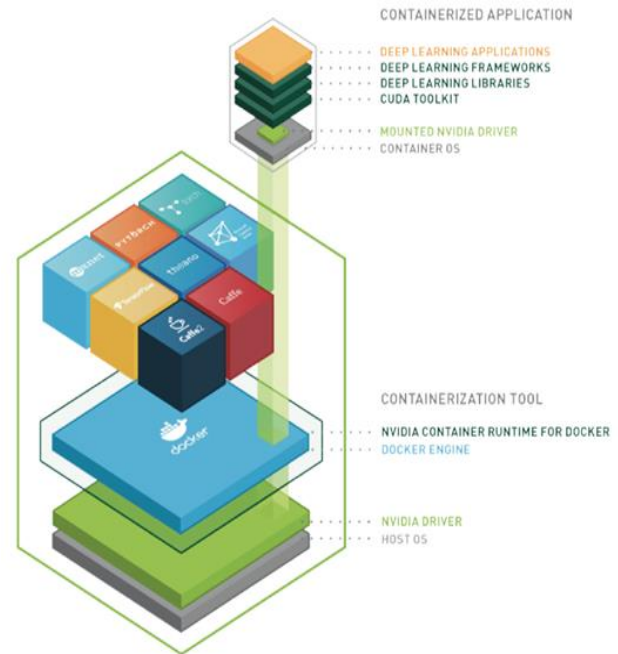 CONTAINERIZED APPLICATION
DEEP LEARNING APPLICATIONS
DEEP LEARNING FRAMEWORKS
DEEP LEARNING LIBRARIES
CUDA TOOLKIT
MOUNTED NVIDIA DRIVER
CONTAINER OS
torch
PYTORCH
mxnet
theano
TensorFlow
Caffe
Caffe2
docker
CONTAINERIZATION TOOL
NVIDIA CONTAINER RUNTIME FOR DOCKER
DOCKER ENGINE
NVIDIA DRIVER
HOST OS